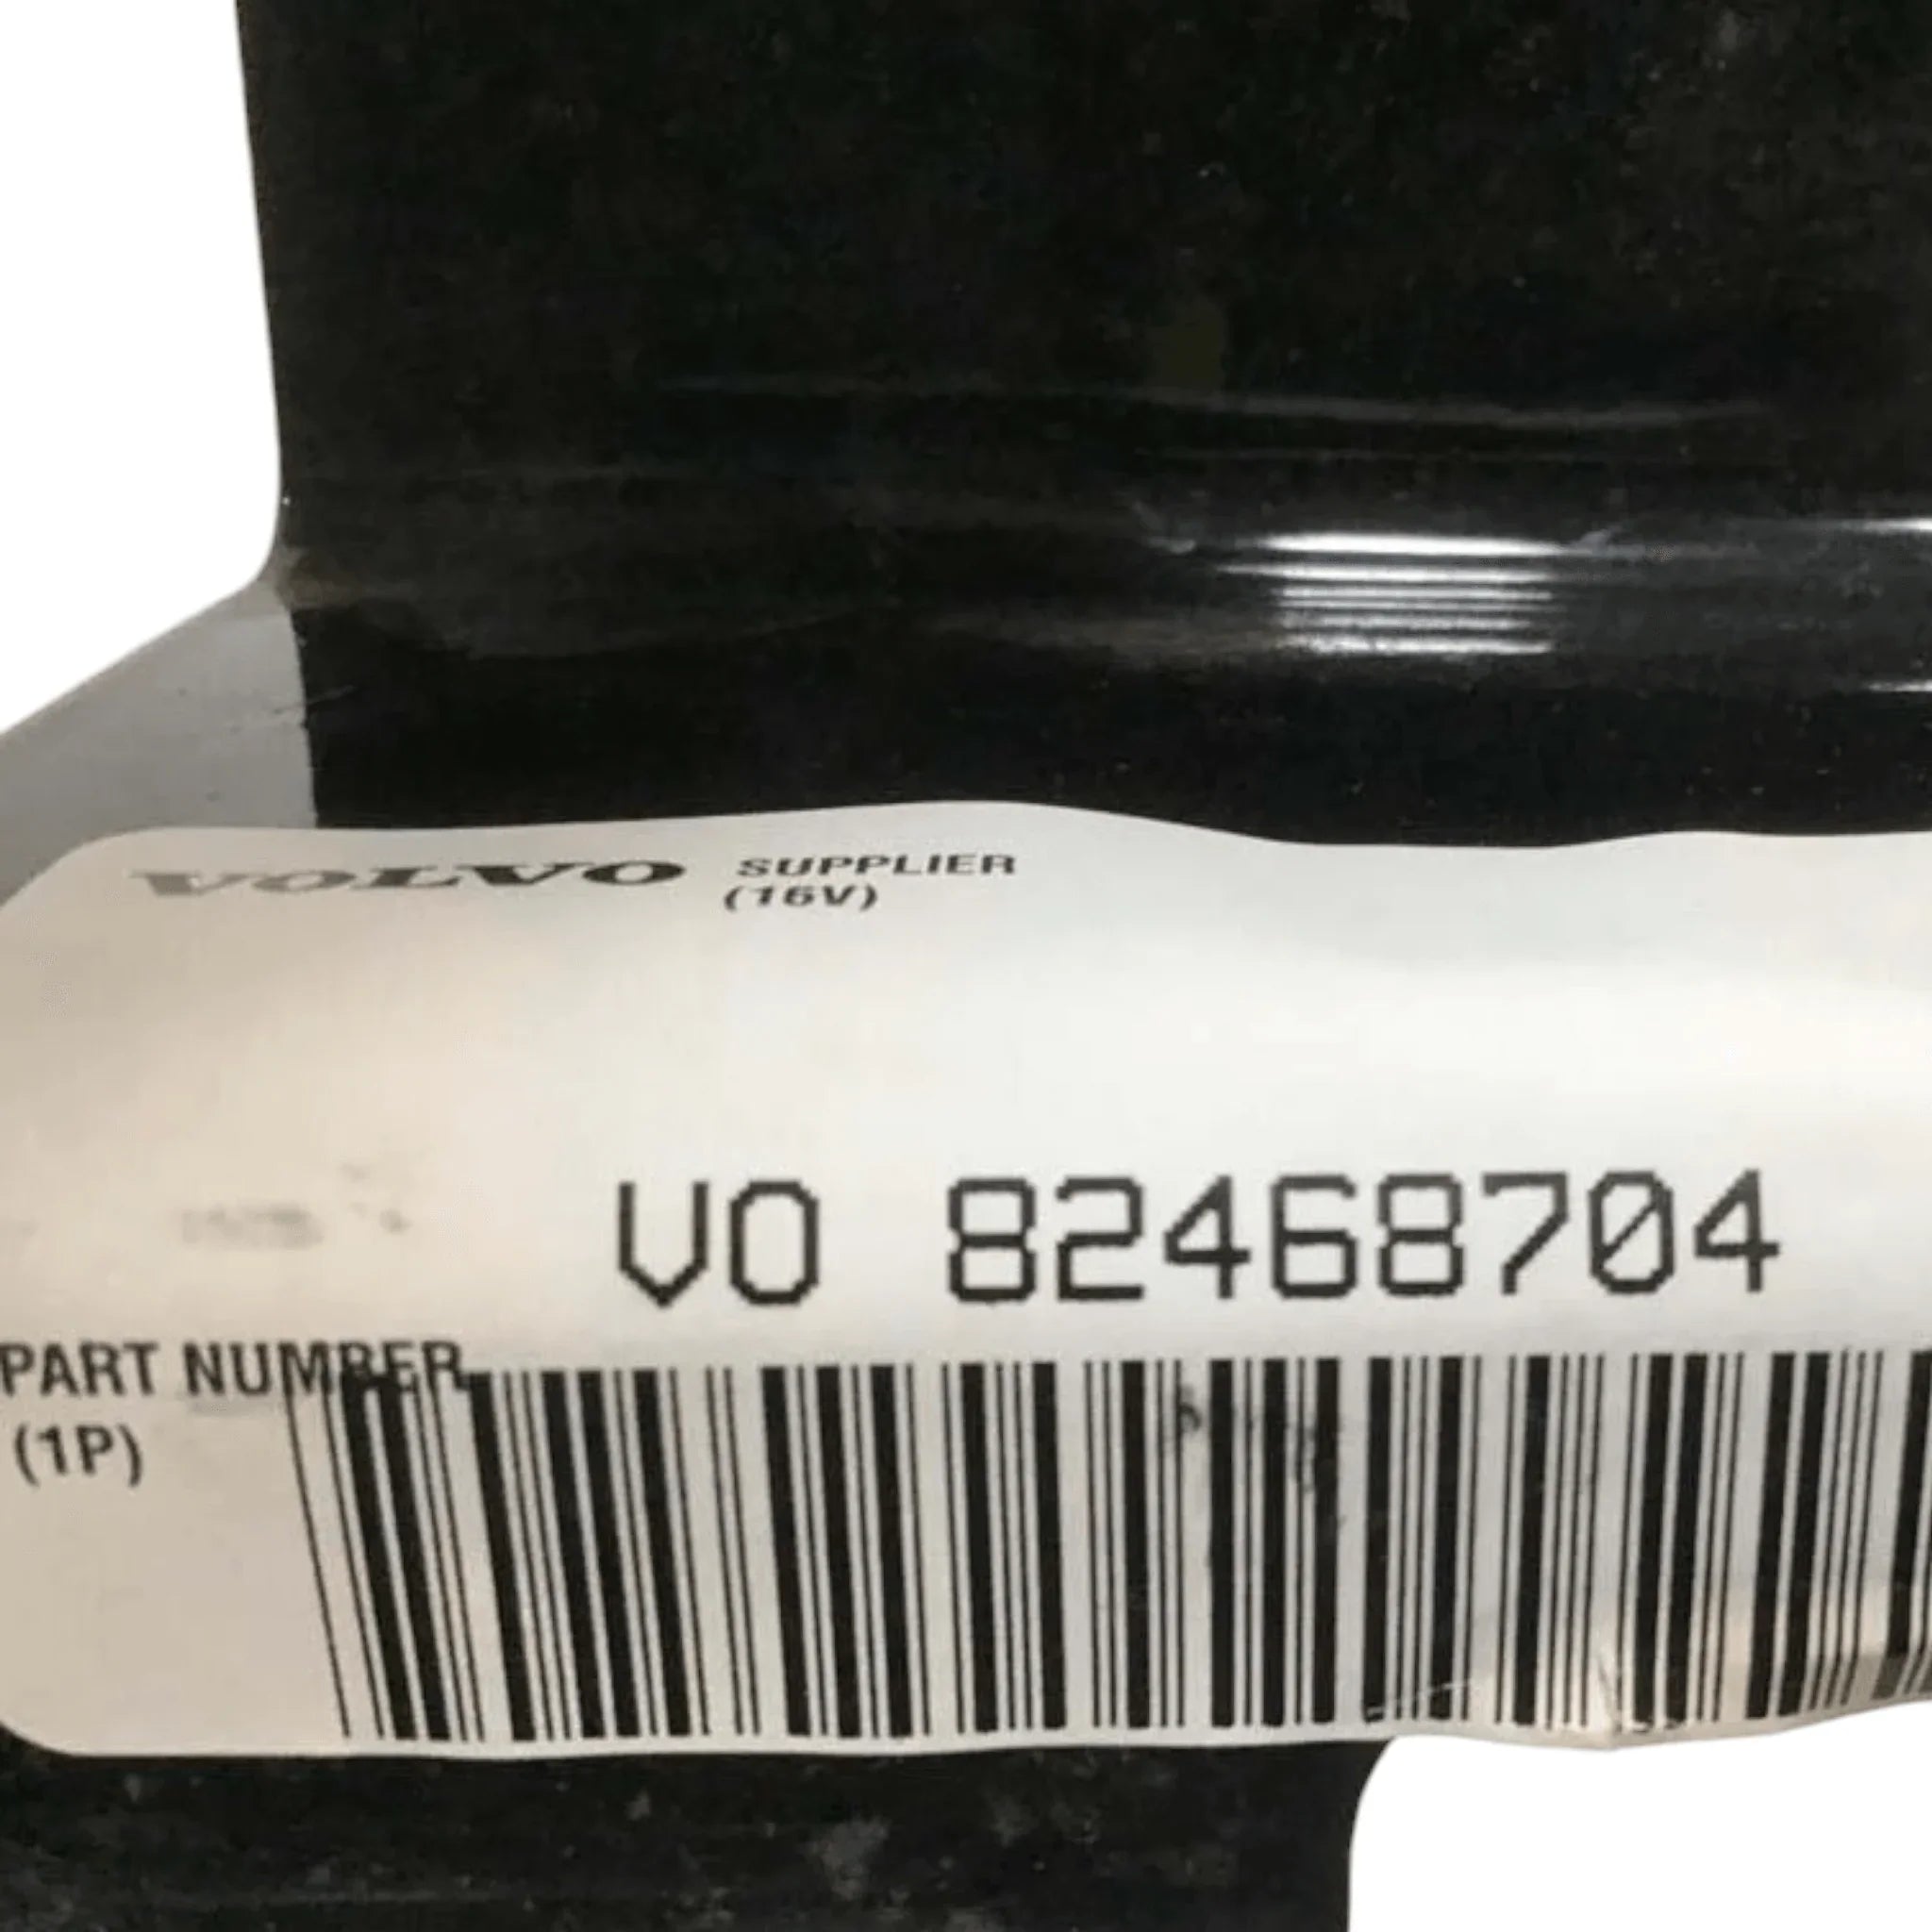 VOLVO SUPPLIER
(16V)
VO 82468704
PART NUMBER
(1P)